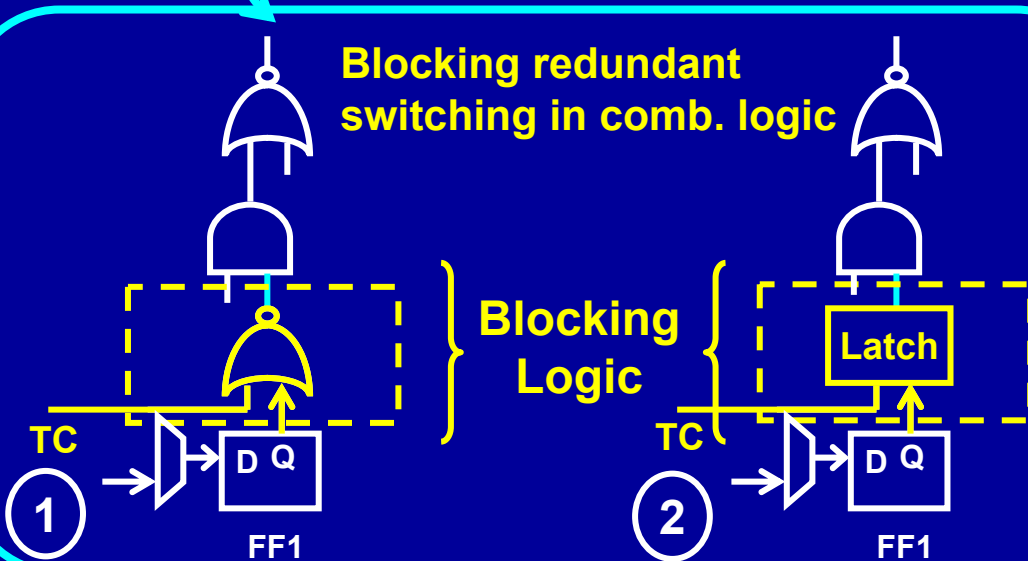 Blocking redundant
switching in comb. logic
Blocking
Logic
Latch
TC
D Q
1
FF1
TC
D Q
2
FF1